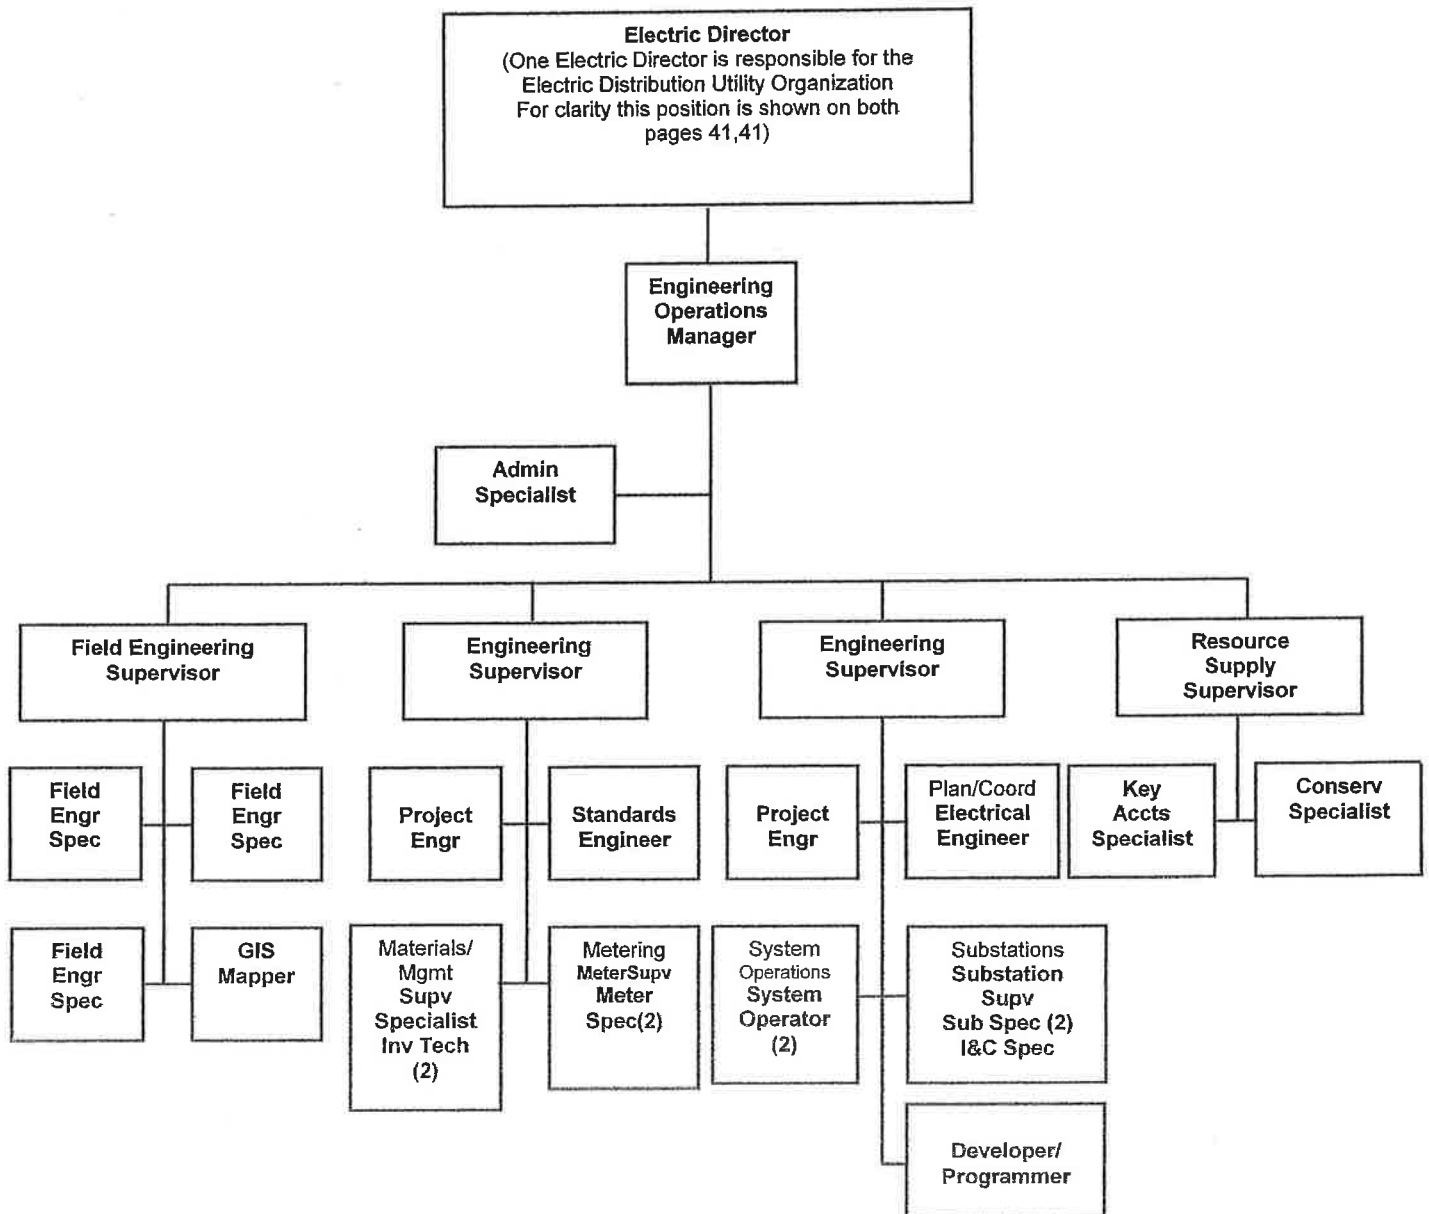 Electric Director
(One Electric Director is responsible for the
Electric Distribution Utility Organization
For clarity this position is shown on both
pages 41,41)
Engineering
Operations
Manager
Admin
Specialist
Field Engineering
Supervisor
Engineering
Supervisor
Engineering
Supervisor
Resource
Supply
Supervisor
Field
Engr
Spec
Field
Engr
Spec
Project
Engr
Standards
Engineer
Project
Engr
Plan/Coord
Electrical
Engineer
Key
Accts
Specialist
Conserv
Specialist
Field
Engr
Spec
GIS
Mapper
Materials/
Mgmt
Supv
Specialist
Inv Tech
(2)
Metering
MeterSupv
Meter
Spec(2)
System
Operations
System
Operator
(2)
Substations
Substation
Supv
Sub Spec (2)
I&C Spec
Developer/
Programmer